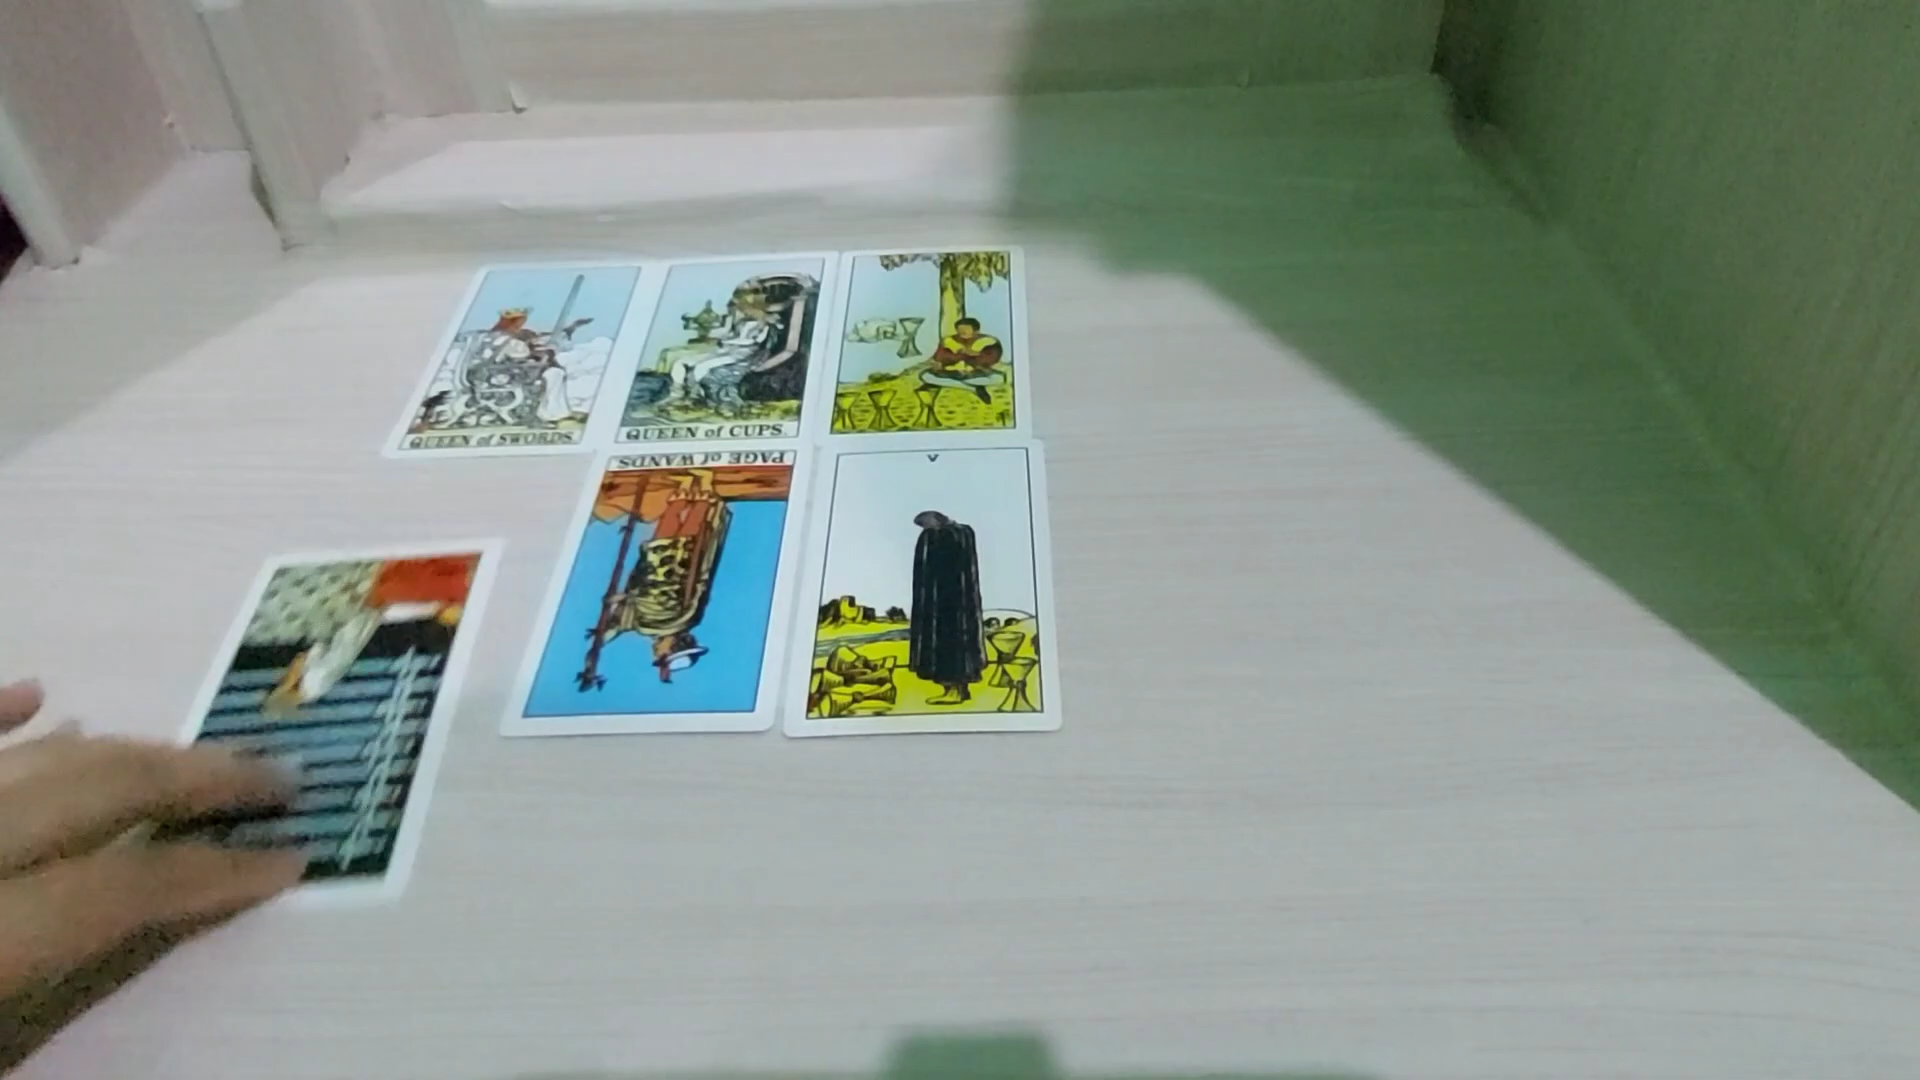 QUEEN of SWORDS
QUEEN of CUPS.
PAGE of WANDS
V